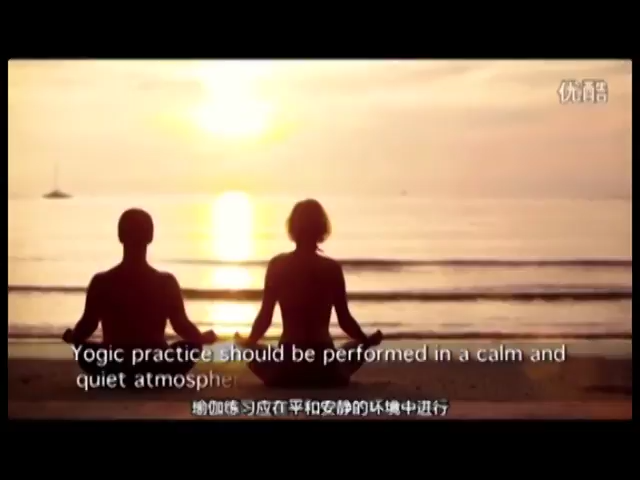 优酷
Yogic practice should be performed in a calm and
quiet atmospher
瑜伽练习应在平和安静的环境中进行